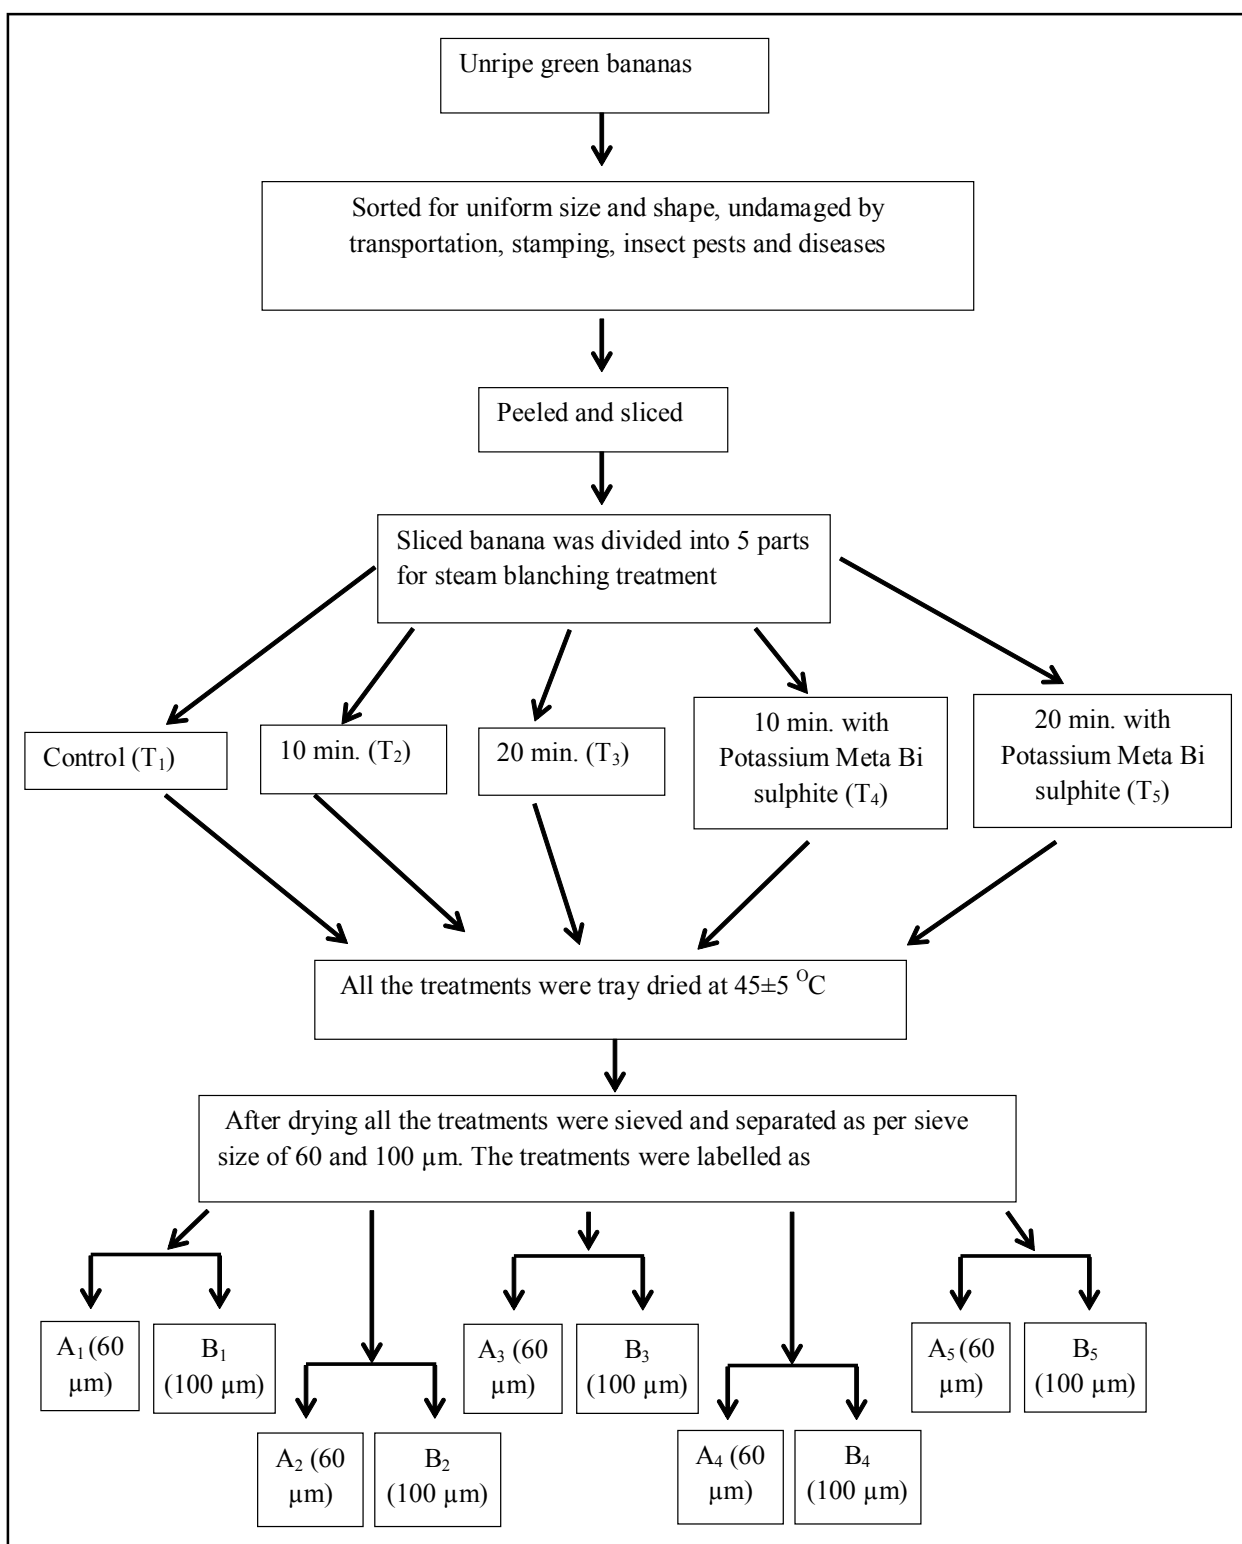 Unripe green bananas
Sorted for uniform size and shape, undamaged by
transportation, stamping, insect pests and diseases
Peeled and sliced
Sliced banana was divided into 5 parts
for steam blanching treatment
Control (T₁)
10 min. (T₂)
20 min. (T₃)
10 min. with
Potassium Meta Bi
sulphite (T₄)
20 min. with
Potassium Meta Bi
sulphite (T₅)
All the treatments were tray dried at 45±5 ᴼC
After drying all the treatments were sieved and separated as per sieve
size of 60 and 100 µm. The treatments were labelled as
A₁ (60
µm)
B₁
(100 µm)
A₂ (60
µm)
B₂
(100 µm)
A₃ (60
µm)
B₃
(100 µm)
A₄ (60
µm)
B₄
(100 µm)
A₅ (60
µm)
B₅
(100 µm)